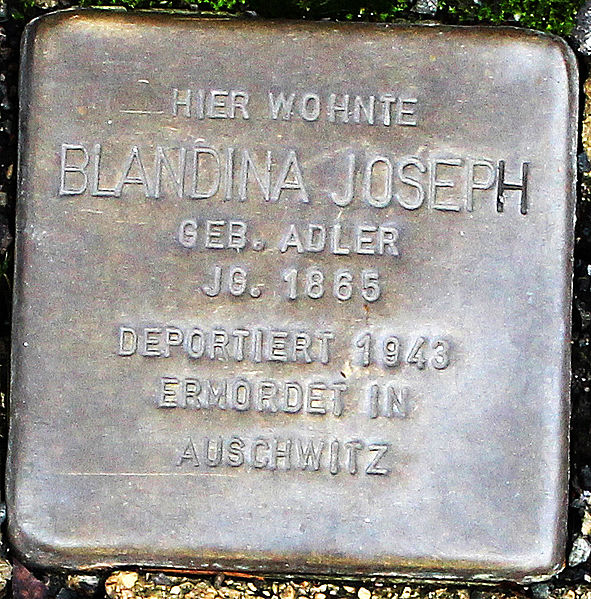 HIER WOHNTE
BLANDINA JOSEPH
GEB. ADLER
JG. 1865
DEPORTIERT 1943
ERMORDET IN
AUSCHWITZ